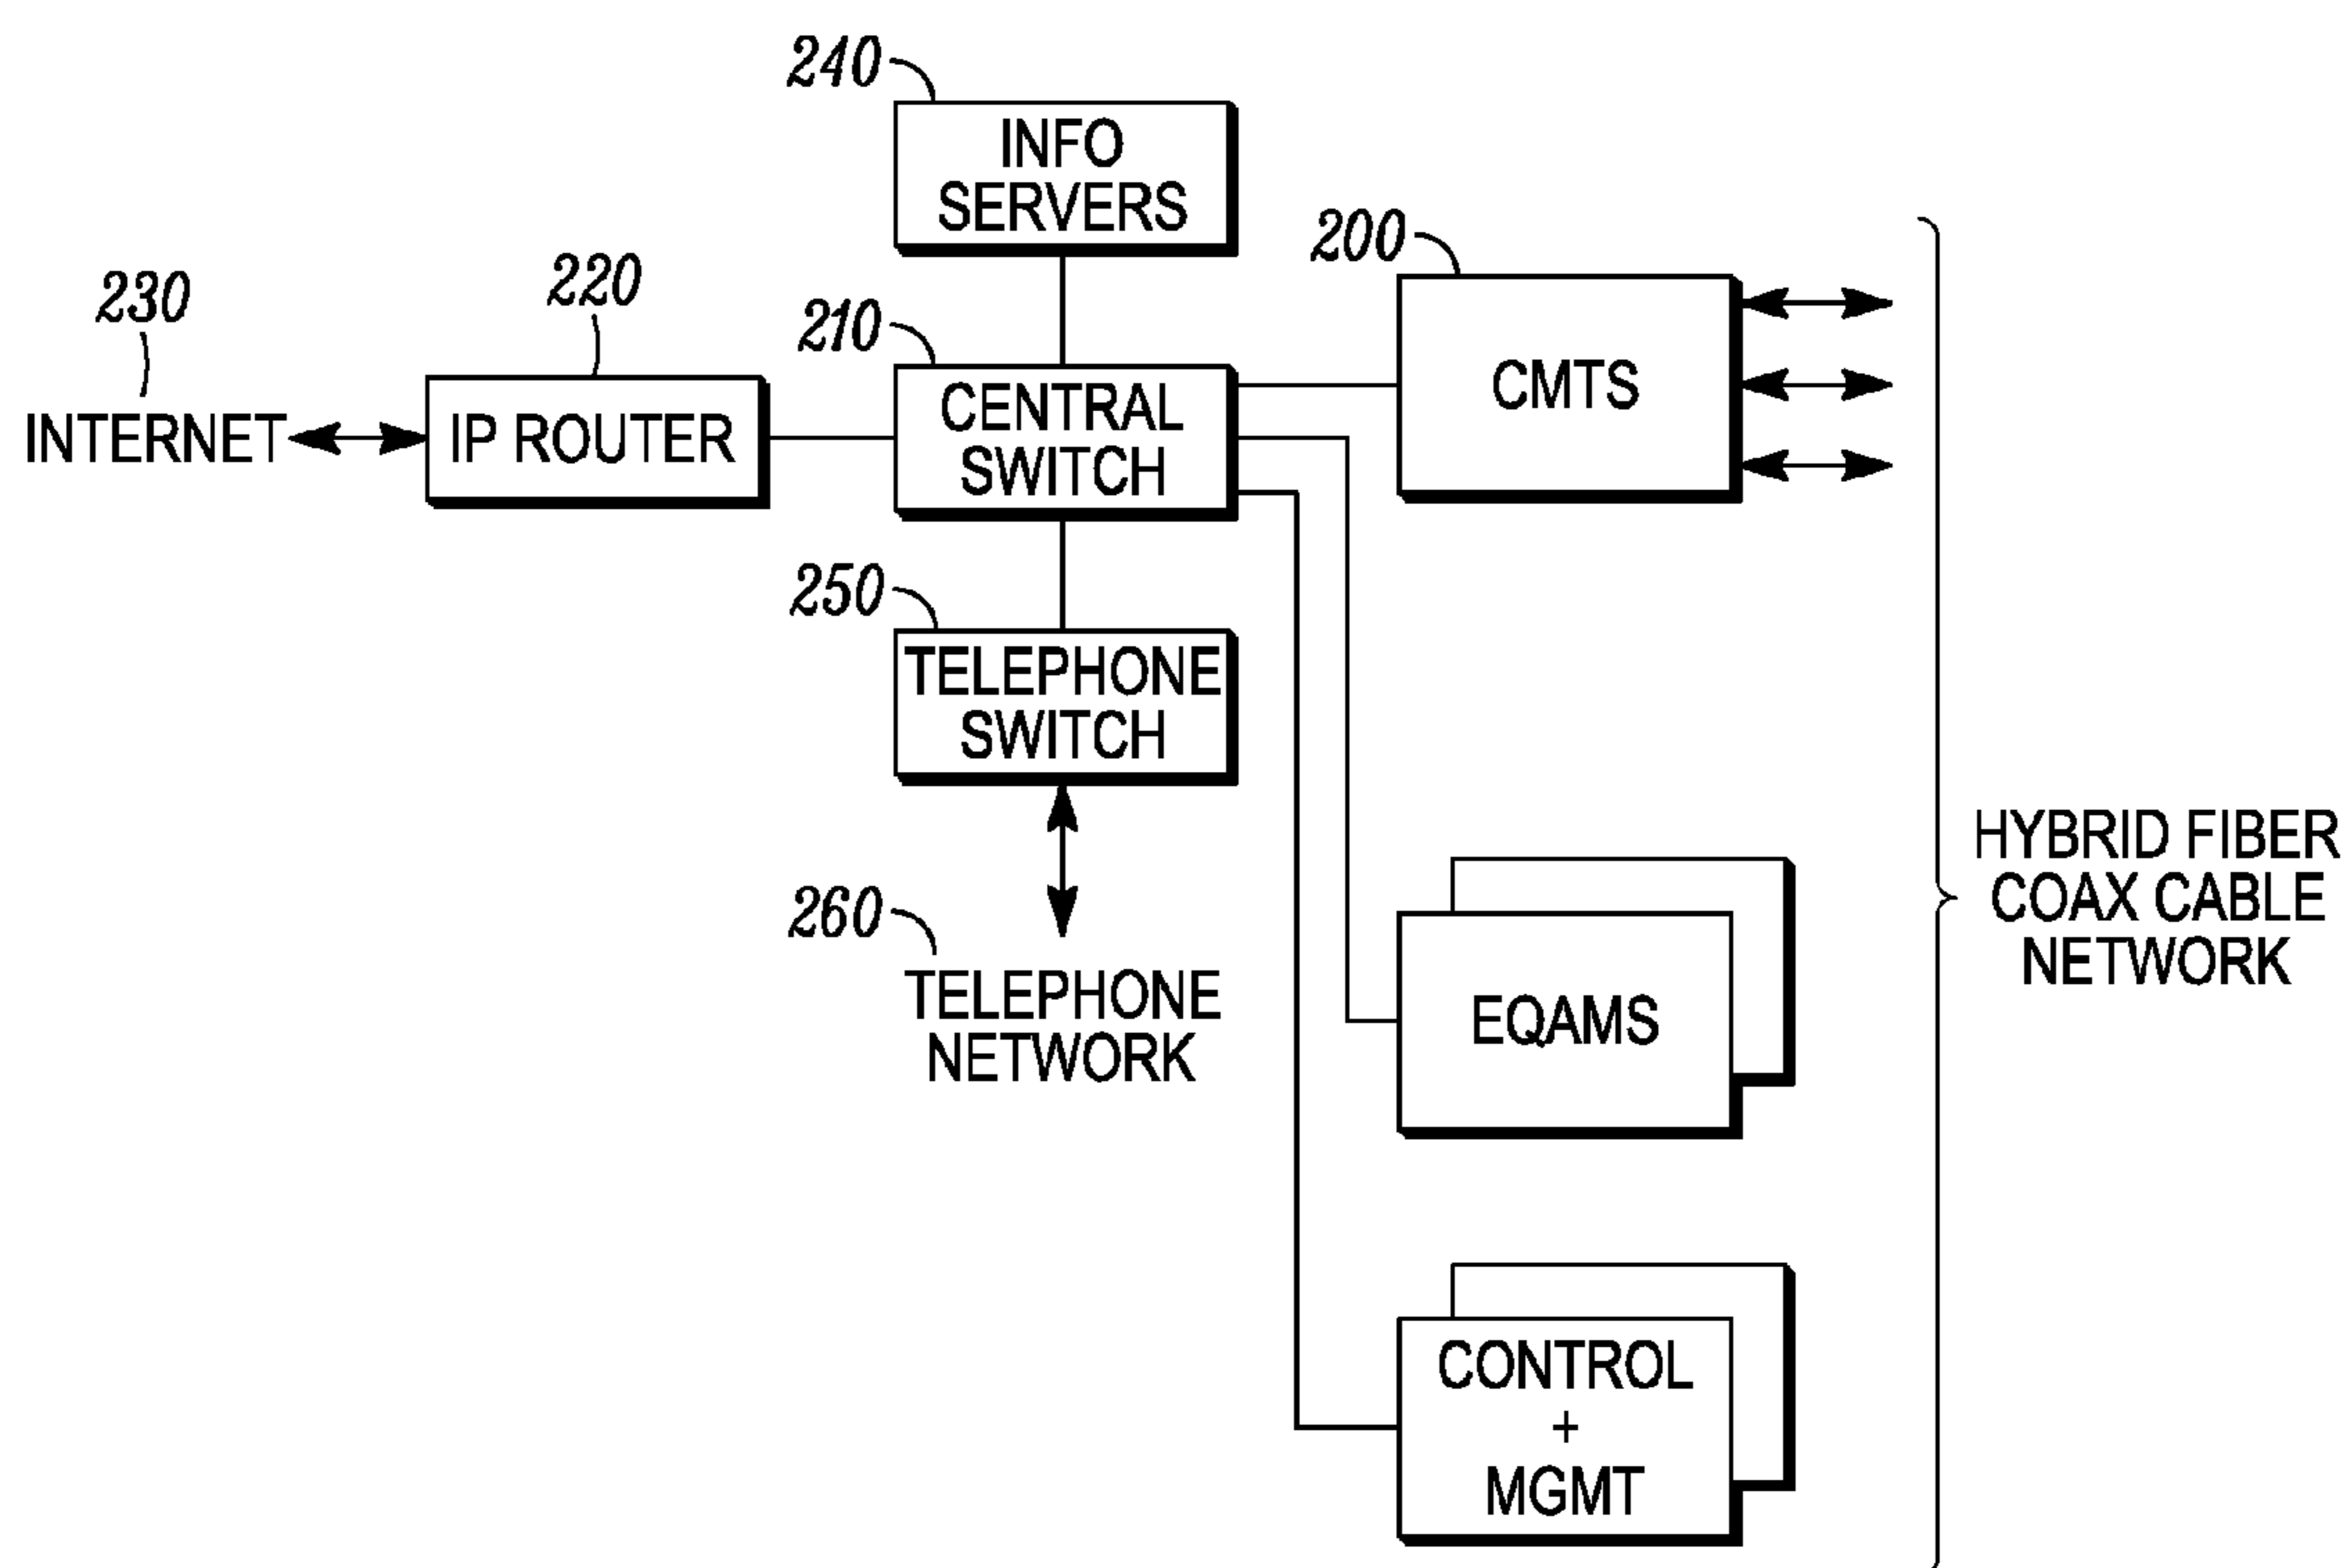 240
INFO
SERVERS
200
230
220
210
CMTS
INTERNET
IP ROUTER
CENTRAL
SWITCH
250
TELEPHONE
SWITCH
260
TELEPHONE
NETWORK
HYBRID FIBER
COAX CABLE
NETWORK
EQAMS
CONTROL
+
MGMT